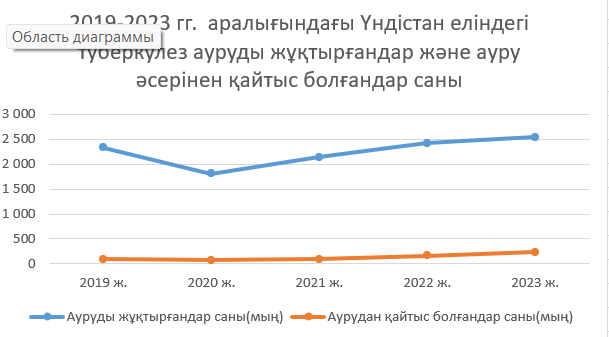 2019-2023 гг. аралығындағы Үндістан еліндегі
Область диаграммы
туберкулез ауруды жұқтырғандар және ауру
әсерінен қайтыс болғандар саны
3 000
2 500
2 000
1 500
1 000
500
0
2019 ж. 2020 ж. 2021 ж. 2022 ж. 2023 ж.
Ауруды жұқтырғандар саны(мың) Аурудан қайтыс болғандар саны(мың)